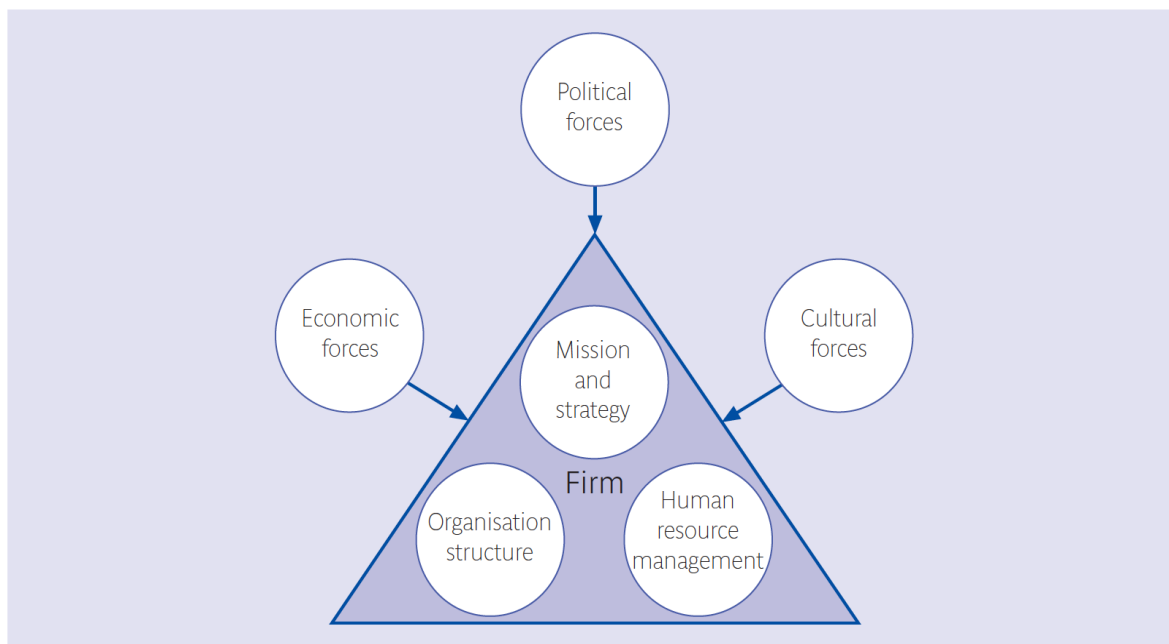 Political
forces
Economic
forces
Cultural
forces
Mission
and
strategy
Firm
Organisation
structure
Human
resource
management